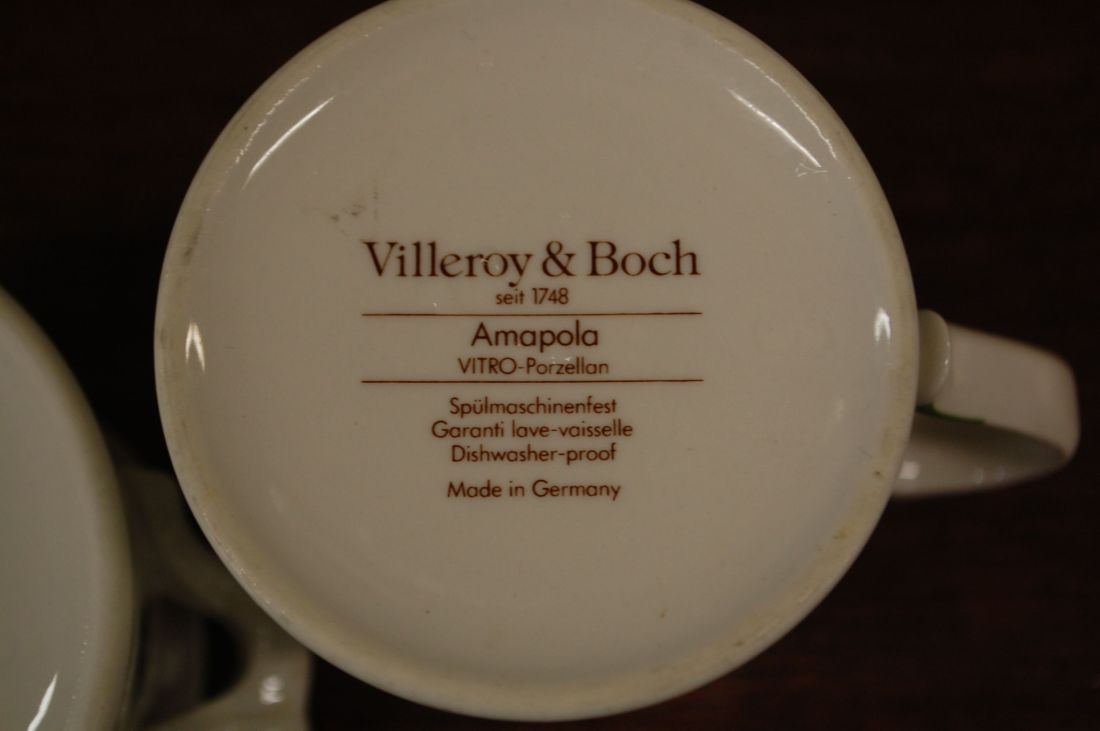 Villeroy & Boch
seit 1748
Amapola
VITRO-Porzellan
Spülmaschinenfest
Garanti lave-vaisselle
Dishwasher-proof
Made in Germany